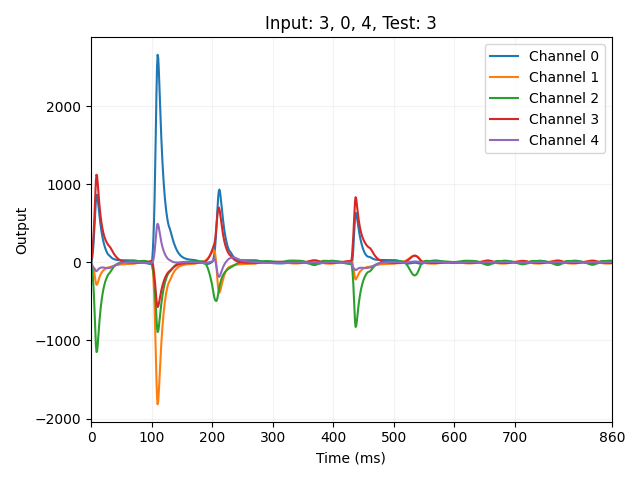 Input: 3, 0, 4, Test: 3
Channel 0
Channel 1
Channel 2
Channel 3
Channel 4
2000
1000
0
−1000
−2000
Output
0 100 200 300 400 500 600 700 860
Time (ms)